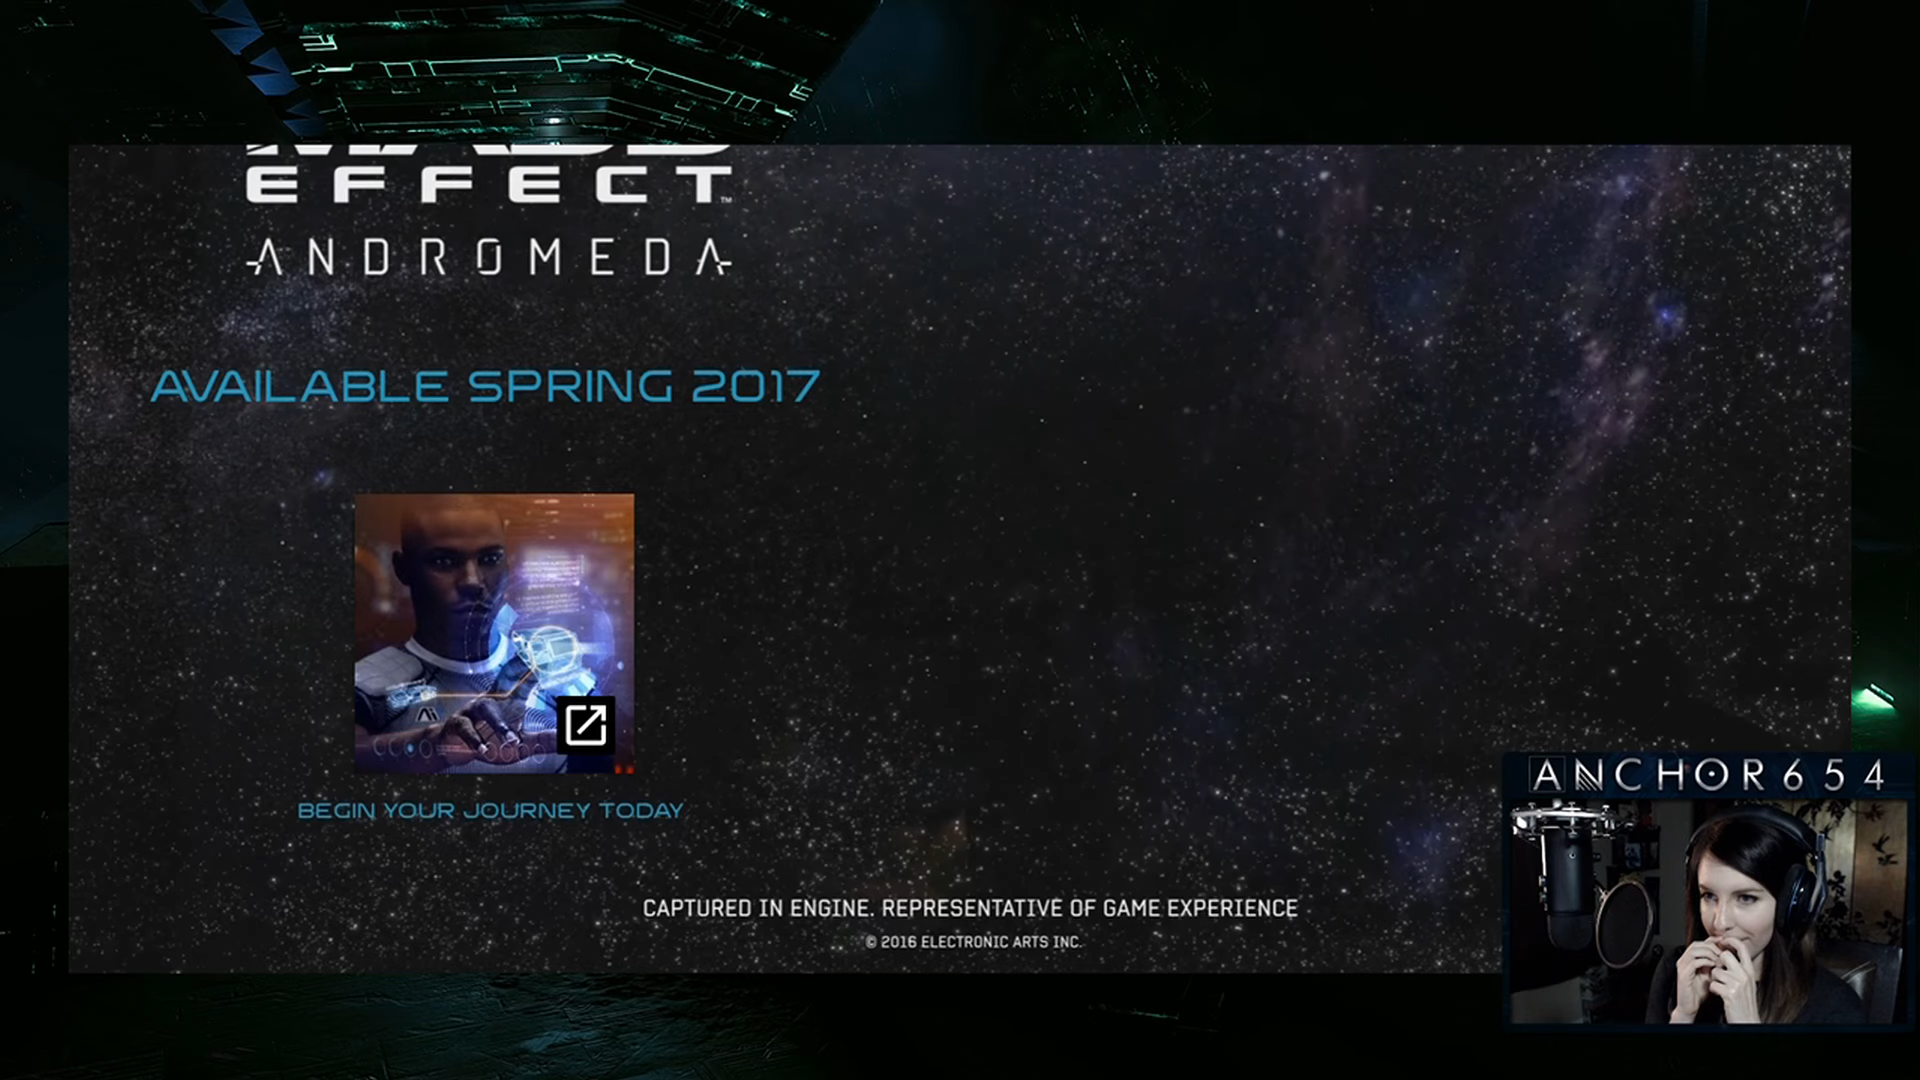 EFFECT™
ANDROMEDA
AVAILABLE SPRING 2017
BEGIN YOUR JOURNEY TODAY
CAPTURED IN ENGINE. REPRESENTATIVE OF GAME EXPERIENCE
© 2016 ELECTRONIC ARTS INC.
ANCHOR654